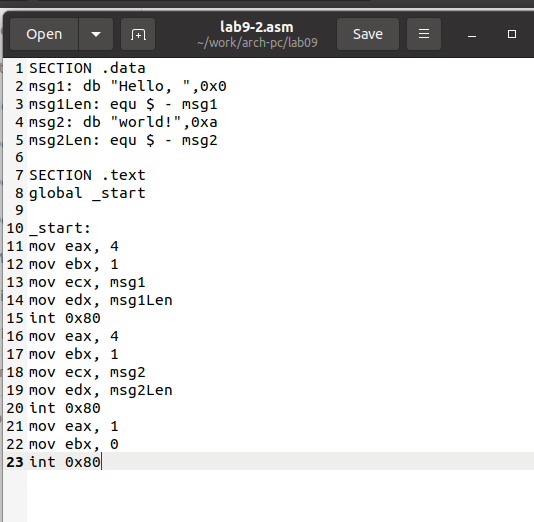 Open
lab9-2.asm
~/work/arch-pc/lab09
Save
1 SECTION .data
2 msg1: db "Hello, ",0x0
3 msg1Len: equ $ - msg1
4 msg2: db "world!",0xa
5 msg2Len: equ $ - msg2
6
7 SECTION .text
8 global _start
9
10 _start:
11 mov eax, 4
12 mov ebx, 1
13 mov ecx, msg1
14 mov edx, msg1Len
15 int 0x80
16 mov eax, 4
17 mov ebx, 1
18 mov ecx, msg2
19 mov edx, msg2Len
20 int 0x80
21 mov eax, 1
22 mov ebx, 0
23 int 0x80